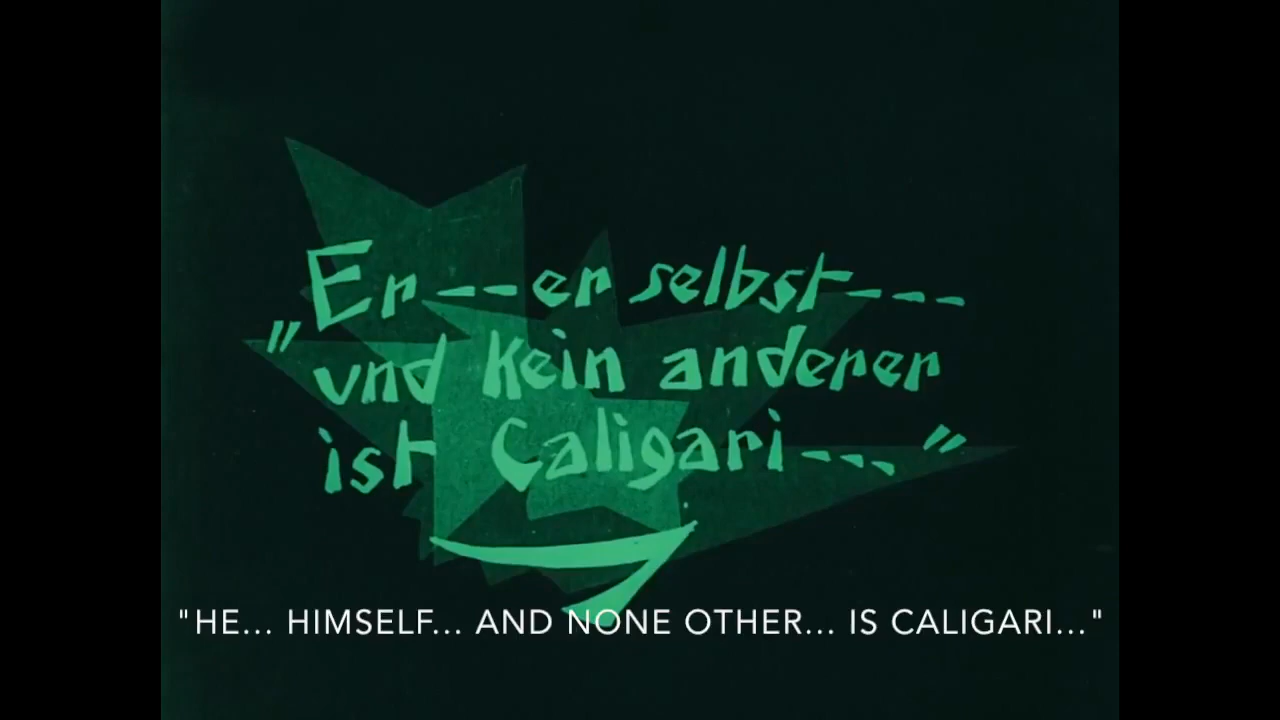 Er--er selbst---
"und Kein anderer
ist Caligari---"
"HE... HIMSELF... AND NONE OTHER... IS CALIGARI..."